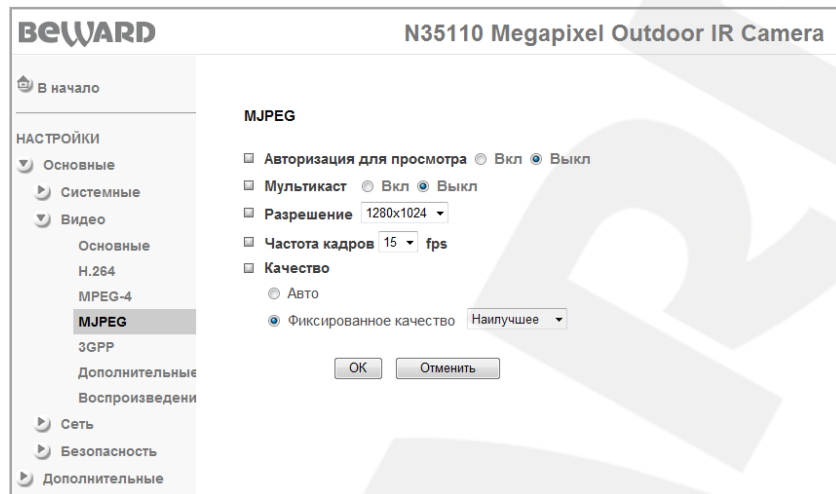 BEWARD
N35110 Megapixel Outdoor IR Camera
В начало
НАСТРОЙКИ
Основные
Системные
Видео
Основные
H.264
MPEG-4
MJPEG
3GPP
Дополнительные
Воспроизведени
Сеть
Безопасность
Дополнительные
MJPEG
Авторизация для просмотра Вкл Выкл
Мультикаст Вкл Выкл
Разрешение 1280x1024
Частота кадров 15 fps
Качество
Авто
Фиксированное качество Наилучшее
OK Отменить